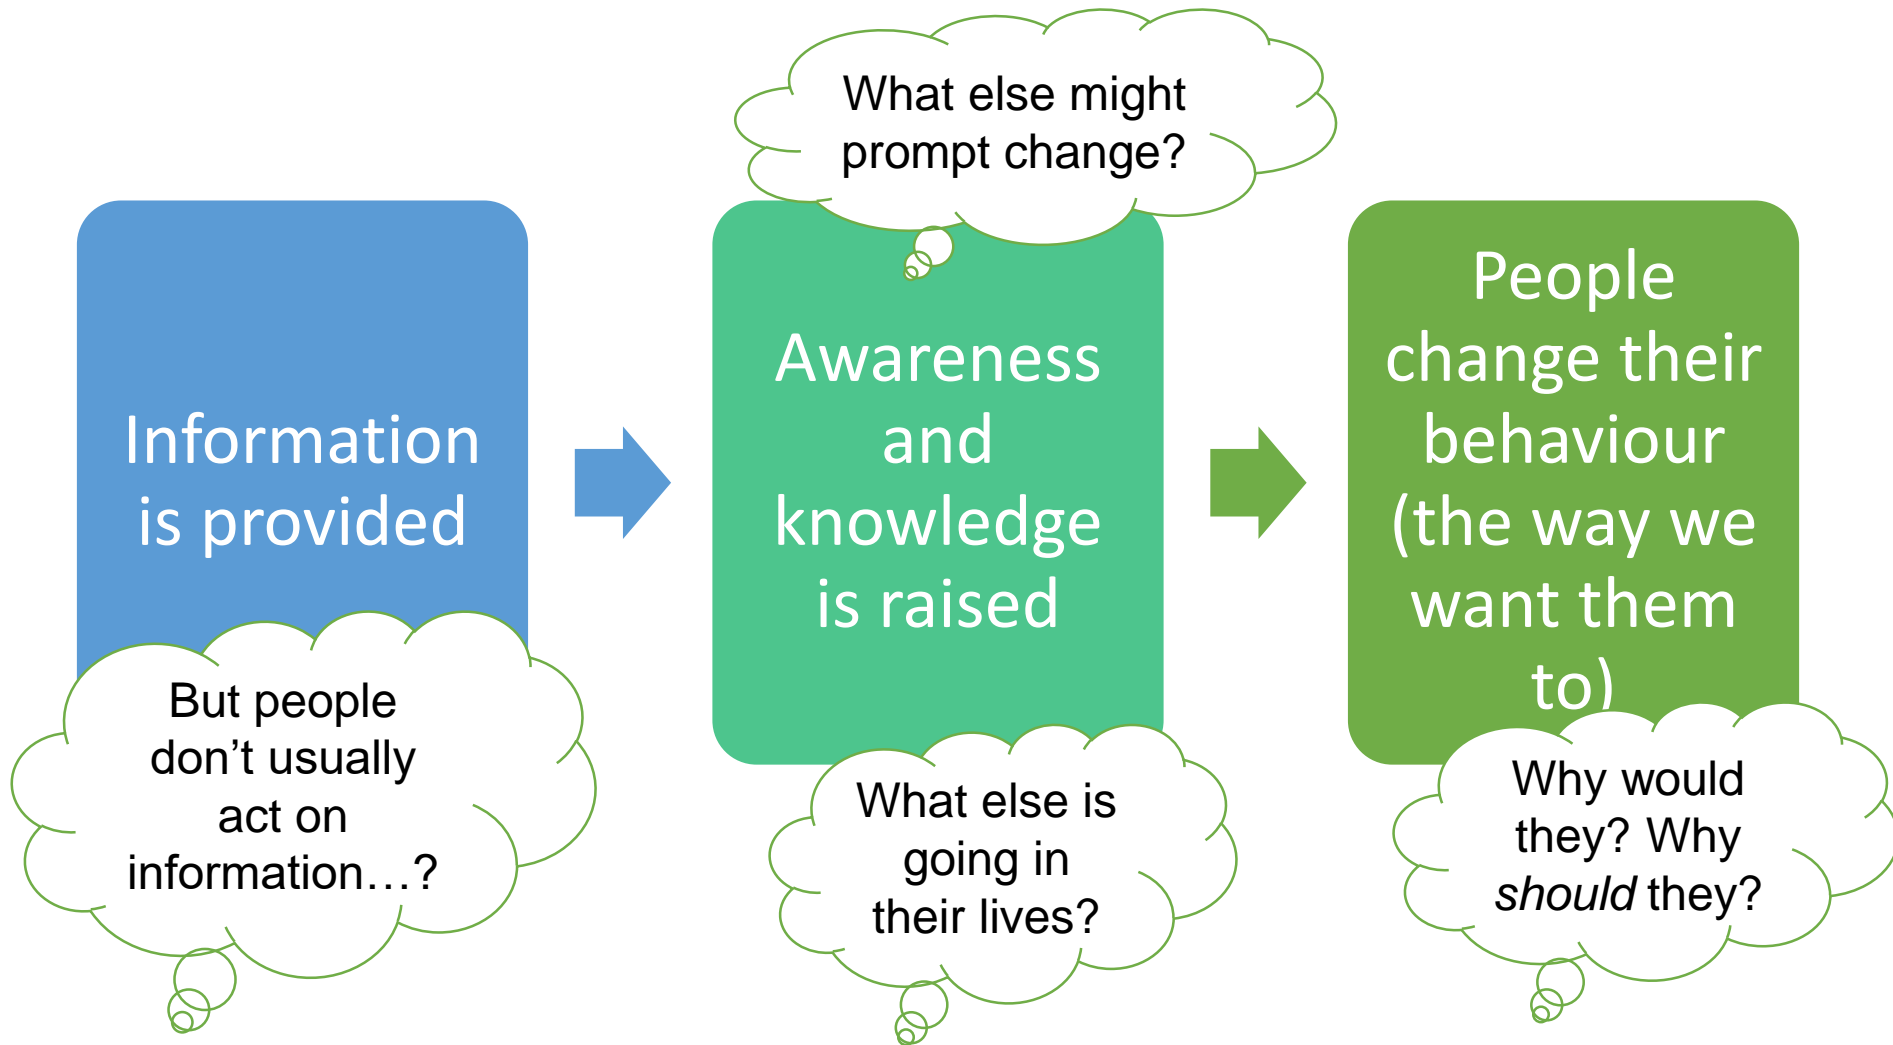 What else might
prompt change?
Information
is provided
But people
don’t usually
act on
information…?
Awareness
and
knowledge
is raised
What else is
going in
their lives?
People
change their
behaviour
(the way we
want them
to)
Why would
they? Why
should they?